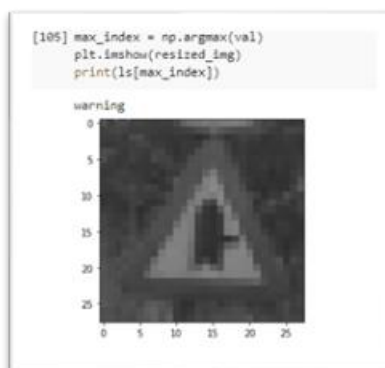 [105] max_index = np.argmax(val)
plt.imshow(resized_img)
print(ls[max_index])
warning
0
5
10
15
20
25
0 5 10 15 20 25